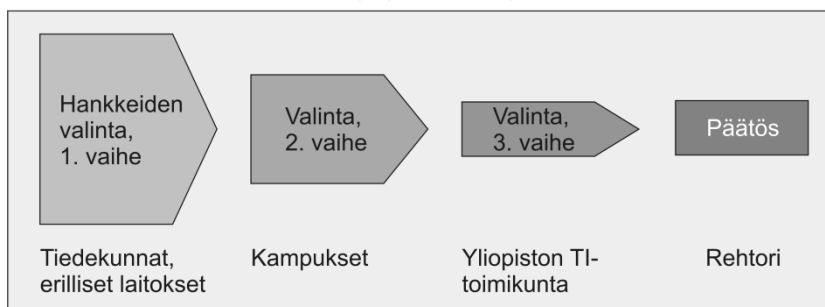 Hankkeiden
valinta,
1. vaihe
Valinta,
2. vaihe
Valinta,
3. vaihe
Päätös
Tiedekunnat,
erilliset laitokset
Kampukset
Yliopiston TI-
toimikunta
Rehtori